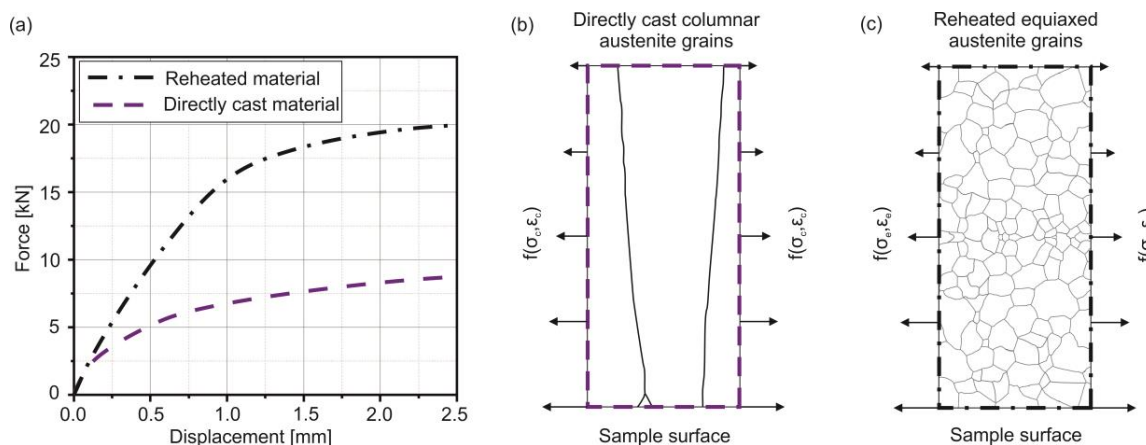 (a)
25
20
15
10
5
0
Force [kN]
Reheated material
Directly cast material
0.0 0.5 1.0 1.5 2.0 2.5
Displacement [mm]
(b)
Directly cast columnar
austenite grains
f(σc,εc)
f(σc,εc)
Sample surface
(c)
Reheated equiaxed
austenite grains
f(σe,εe)
Sample surface